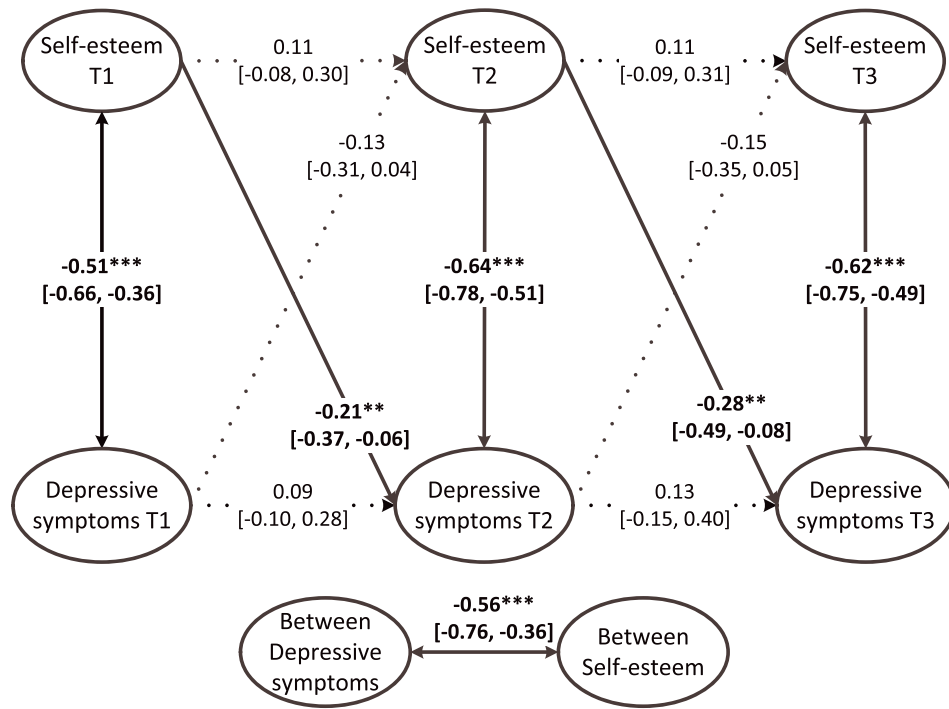 Self-esteem
T1
0.11
[-0.08, 0.30]
Self-esteem
T2
0.11
[-0.09, 0.31]
Self-esteem
T3
-0.13
[-0.31, 0.04]
-0.15
[-0.35, 0.05]
-0.51***
[-0.66, -0.36]
-0.64***
[-0.78, -0.51]
-0.62***
[-0.75, -0.49]
-0.21**
[-0.37, -0.06]
-0.28**
[-0.49, -0.08]
Depressive
symptoms T1
0.09
[-0.10, 0.28]
Depressive
symptoms T2
0.13
[-0.15, 0.40]
Depressive
symptoms T3
Between
Depressive
symptoms
-0.56***
[-0.76, -0.36]
Between
Self-esteem